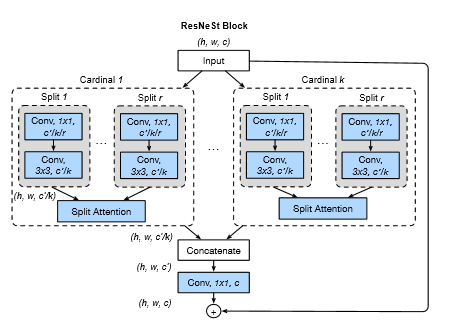 ResNeSt Block
(h, w, c)
Input
Cardinal 1
Cardinal k
Split 1
Split r
Split 1
Split r
Conv, 1x1,
c'/k/r
Conv, 1x1,
c'/k/r
Conv, 1x1,
c'/k/r
Conv, 1x1,
c'/k/r
...
...
...
Conv,
3x3, c'/k
Conv,
3x3, c'/k
Conv,
3x3, c'/k
Conv,
3x3, c'/k
(h, w, c'/k)
Split Attention
Split Attention
(h, w, c'/k)
Concatenate
(h, w, c')
Conv, 1x1, c
(h, w, c)
+